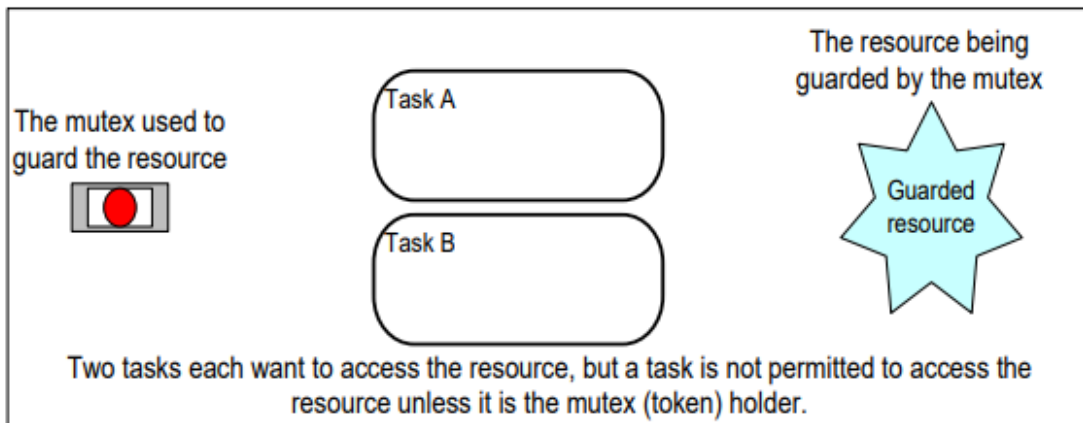 The resource being
guarded by the mutex
Task A
The mutex used to
guard the resource
Guarded
resource
Task B
Two tasks each want to access the resource, but a task is not permitted to access the
resource unless it is the mutex (token) holder.